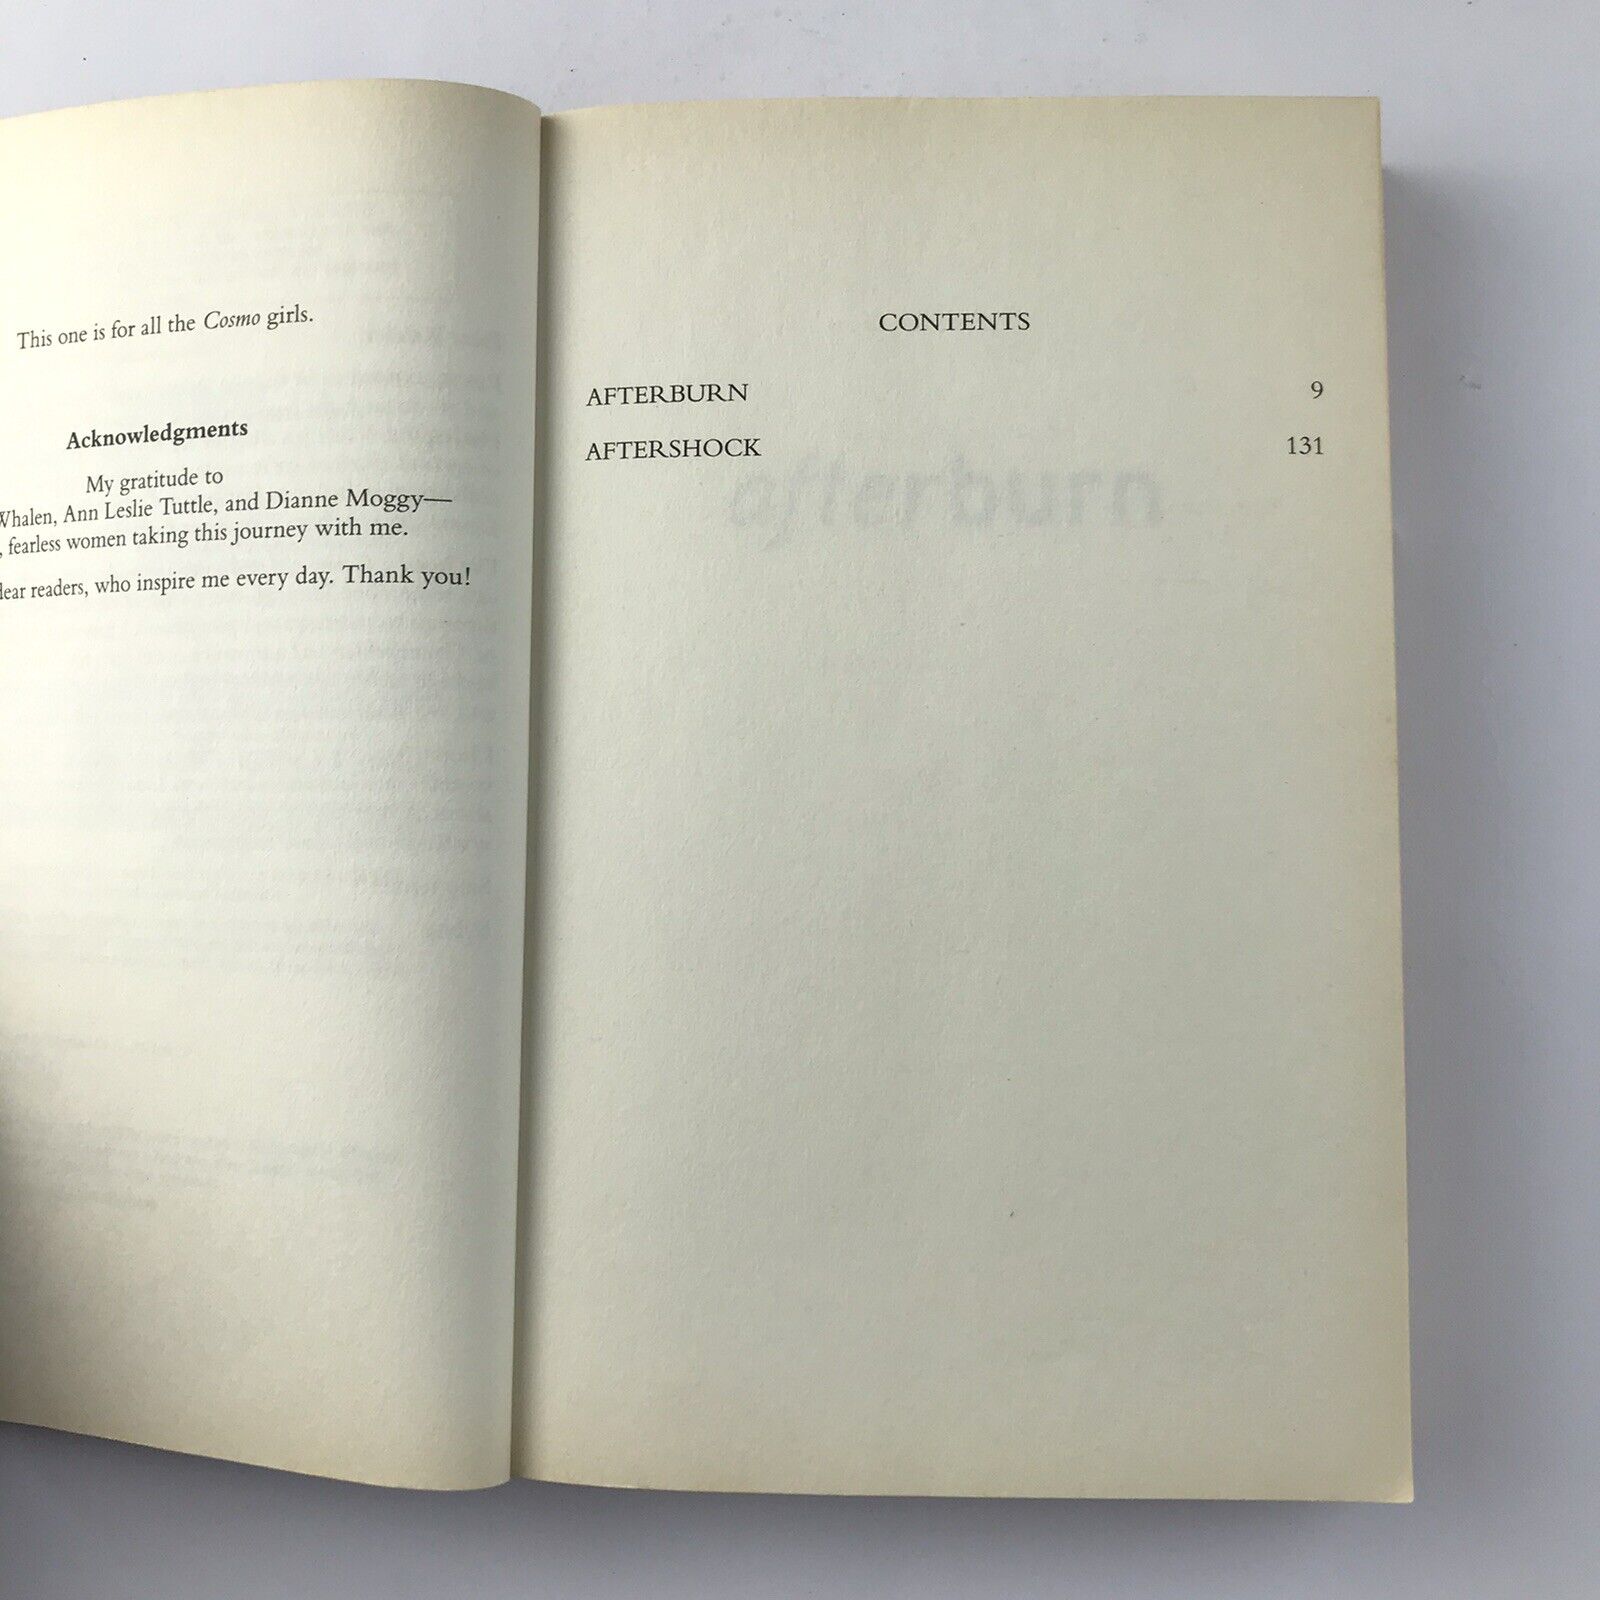 This one is for all the Cosmo girls.
Acknowledgments
My gratitude to
Whalen, Ann Leslie Tuttle, and Dianne Moggy—
, fearless women taking this journey with me.
dear readers, who inspire me every day. Thank you!
CONTENTS
AFTERBURN 9
AFTERSHOCK 131
afterburn